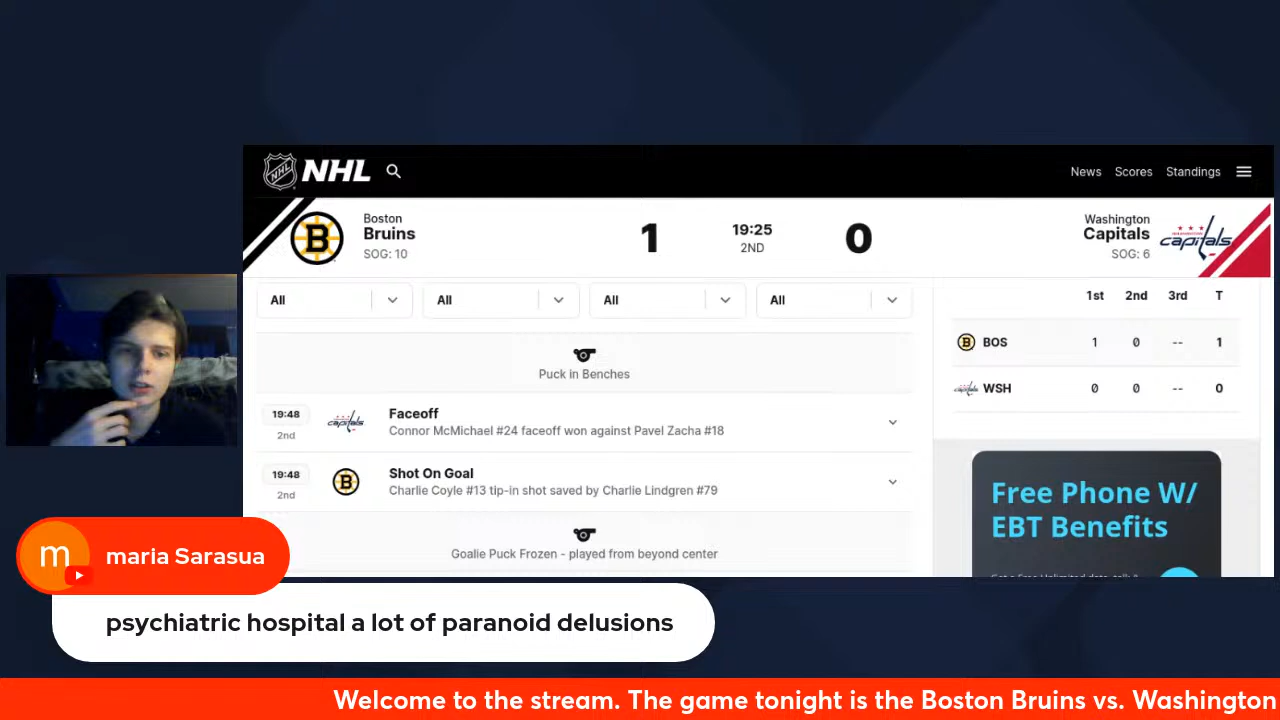 NHL
News Scores Standings
Boston
Bruins
SOG: 10
1
19:25
2ND
0
Washington
Capitals
SOG: 6
capitals
All All All All
1st 2nd 3rd T
BOS 1 0 -- 1
WSH 0 0 -- 0
Puck in Benches
19:48
2nd
capitals
Faceoff
Connor McMichael #24 faceoff won against Pavel Zacha #18
19:48
2nd
B
Shot On Goal
Charlie Coyle #13 tip-in shot saved by Charlie Lindgren #79
Goalie Puck Frozen - played from beyond center
Free Phone W/
EBT Benefits
m
maria Sarasua
psychiatric hospital a lot of paranoid delusions
Welcome to the stream. The game tonight is the Boston Bruins vs. Washington